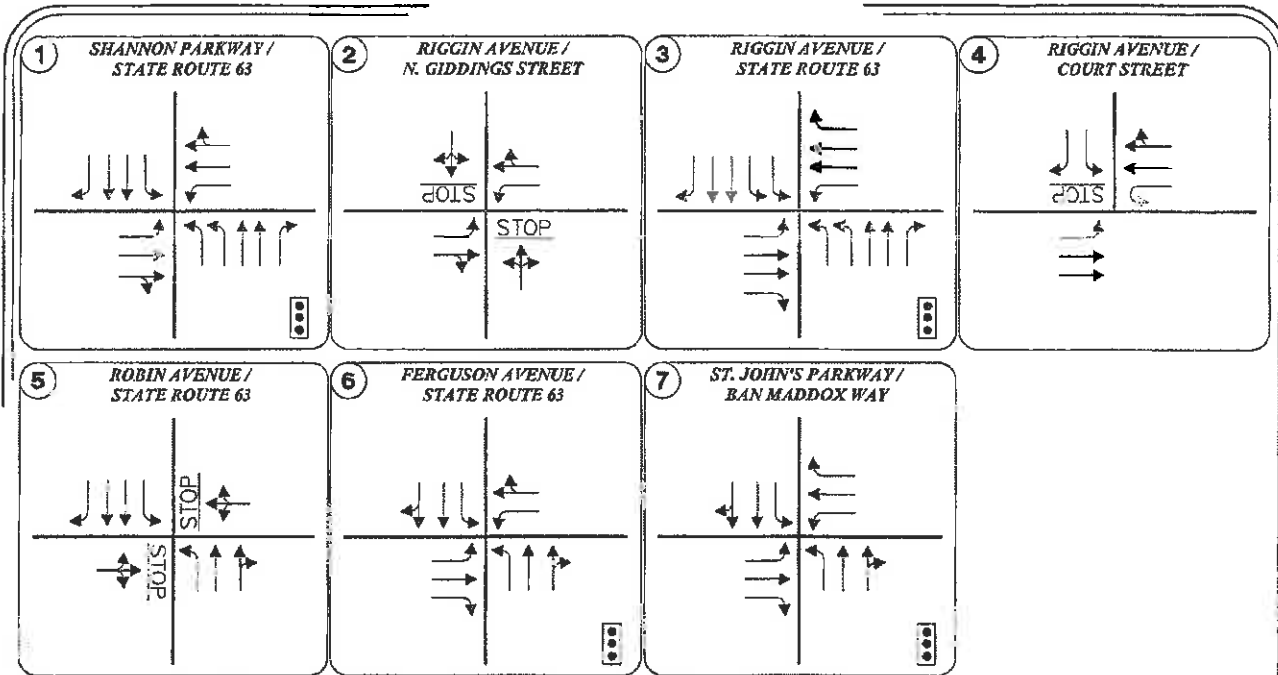 1
SHANNON PARKWAY /
STATE ROUTE 63
2
RIGGIN AVENUE /
N. GIDDINGS STREET
STOP
STOP
3
RIGGIN AVENUE /
STATE ROUTE 63
4
RIGGIN AVENUE /
COURT STREET
STOP
5
ROBIN AVENUE /
STATE ROUTE 63
STOP
STOP
6
FERGUSON AVENUE /
STATE ROUTE 63
7
ST. JOHN'S PARKWAY /
BAN MADDOX WAY